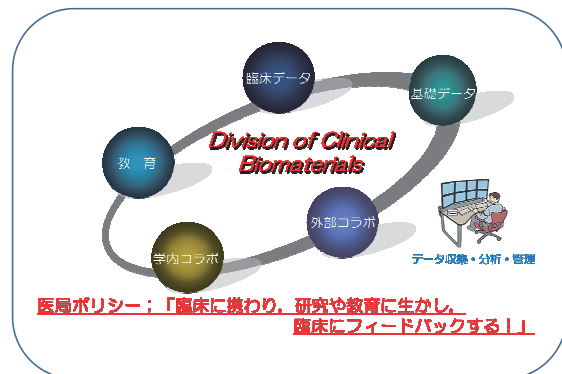 臨床データ
基礎データ
Division of Clinical
Biomaterials
教 育
外部コラボ
学内コラボ
データ収集・分析・管理
医局ポリシー；「臨床に携わり，研究や教育に生かし，
臨床にフィードバックする！」